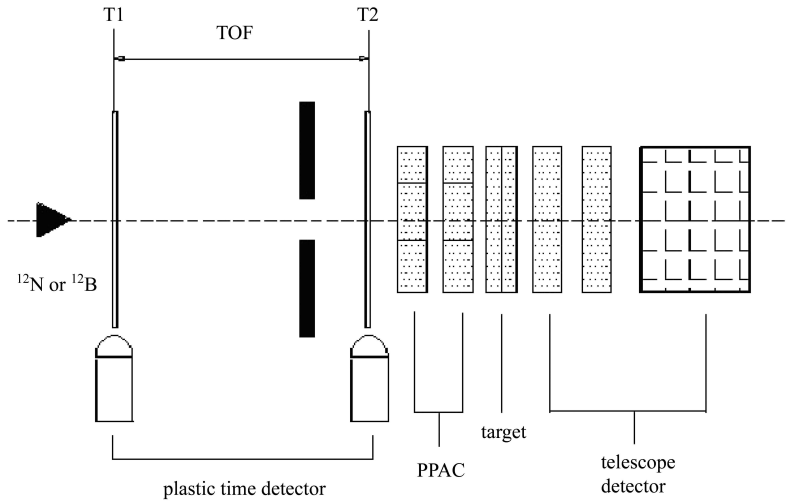 T1
T2
TOF
¹²N or ¹²B
target
PPAC
telescope
detector
plastic time detector